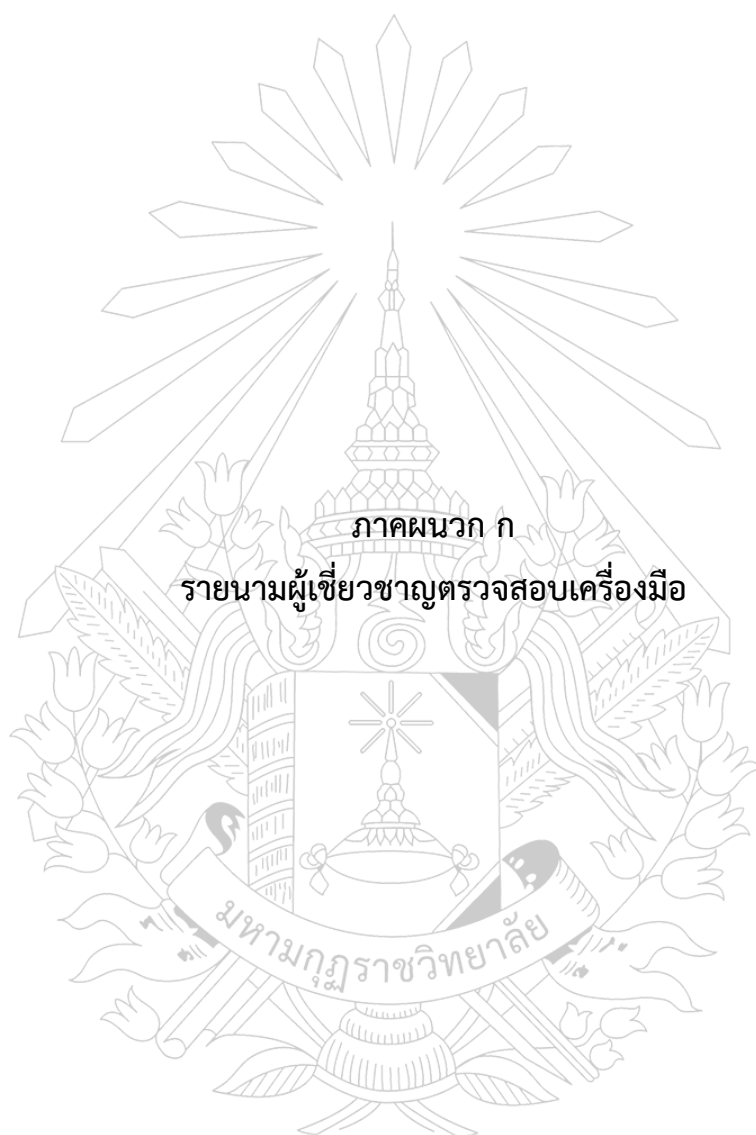 ภาคผนวก ก
รายนามผู้เชี่ยวชาญตรวจสอบเครื่องมือ
มหามกุฏราชวิทยาลัย